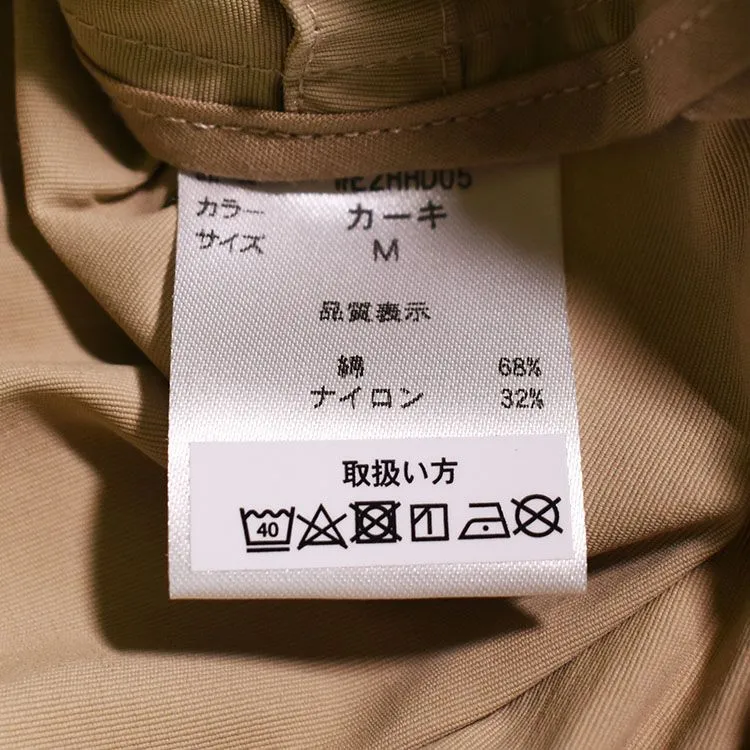 カラー カーキ
サイズ M
品質表示
綿 68%
ナイロン 32%
取扱い方
40